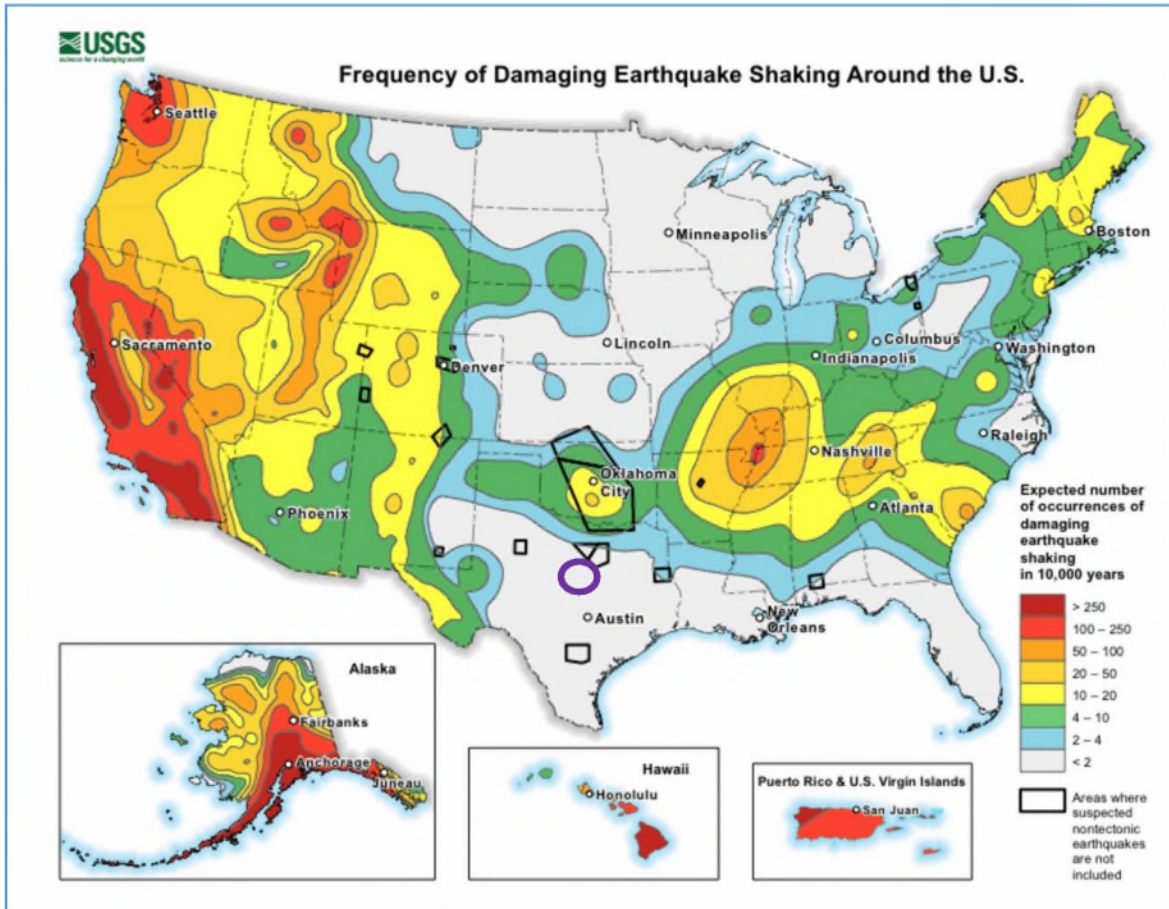 USGS
science for a changing world
Frequency of Damaging Earthquake Shaking Around the U.S.
Seattle
Minneapolis
Boston
Sacramento
Lincoln
Columbus
Indianapolis
Washington
Denver
Raleigh
Nashville
Oklahoma
City
Phoenix
Atlanta
Austin
New
Orleans
Expected number
of occurrences of
damaging
earthquake
shaking
in 10,000 years
> 250
100 – 250
50 – 100
20 – 50
10 – 20
4 – 10
2 – 4
< 2
Areas where
suspected
nontectonic
earthquakes
are not
included
Alaska
Fairbanks
Anchorage
Juneau
Hawaii
Honolulu
Puerto Rico & U.S. Virgin Islands
San Juan